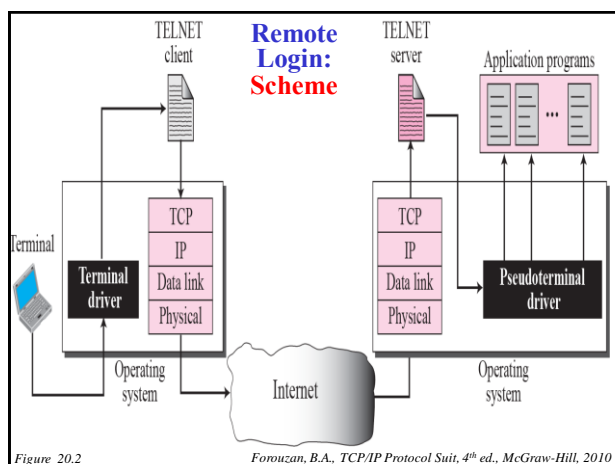 TELNET
client
Remote
Login:
Scheme
TELNET
server
Application programs
...
Terminal
Terminal
driver
TCP
IP
Data link
Physical
Operating
system
Internet
TCP
IP
Data link
Physical
Pseudoterminal
driver
Operating
system
Figure 20.2
Forouzan, B.A., TCP/IP Protocol Suit, 4th ed., McGraw-Hill, 2010